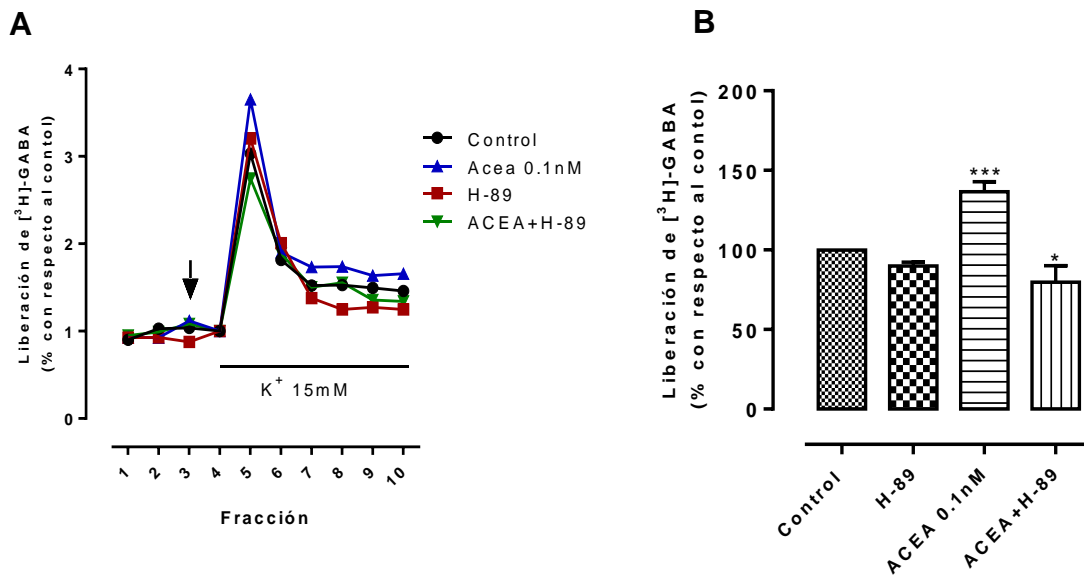 A
Liberación de [³H]-GABA
(% con respecto al control)
4
3
2
1
0
K⁺ 15mM
1 2 3 4 5 6 7 8 9 10
Fracción
Control
Acea 0.1nM
H-89
ACEA+H-89
B
Liberación de [³H]-GABA
(% con respecto al contol)
200
150
100
50
0
***
*
Control
H-89
ACEA 0.1nM
ACEA+H-89